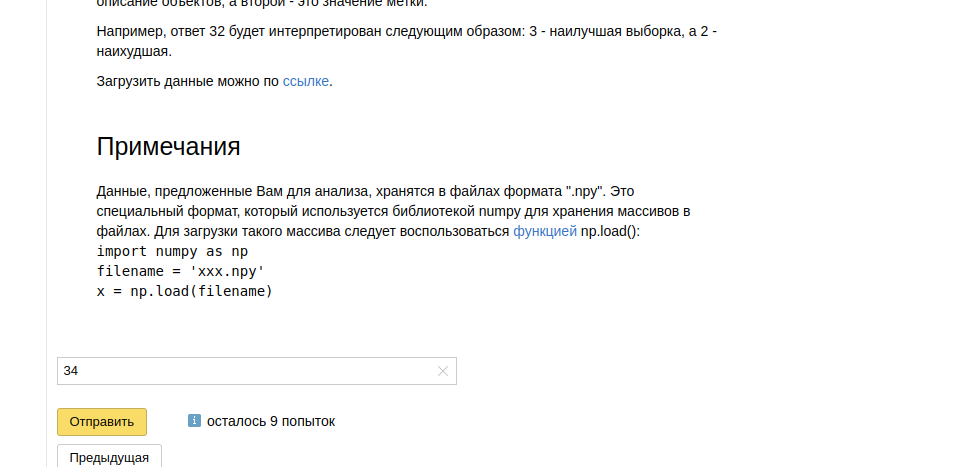 описание объектов, а второй - это значение метки.
Например, ответ 32 будет интерпретирован следующим образом: 3 - наилучшая выборка, а 2 -
наихудшая.
Загрузить данные можно по ссылке.
Примечания
Данные, предложенные Вам для анализа, хранятся в файлах формата ".npy". Это
специальный формат, который используется библиотекой numpy для хранения массивов в
файлах. Для загрузки такого массива следует воспользоваться функцией np.load():
import numpy as np
filename = 'xxx.npy'
x = np.load(filename)
34
Отправить
осталось 9 попыток
Предыдущая